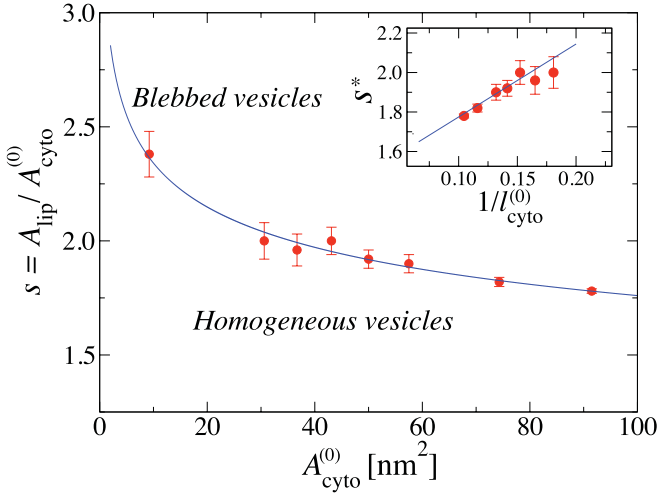 3.0
2.5
2.0
1.5
s = A_lip / A_cyto^(0)
Blebbed vesicles
Homogeneous vesicles
0 20 40 60 80 100
A_cyto^(0) [nm^2]
2.2
2.0
1.8
1.6
s*
0.10 0.15 0.20
1/l_cyto^(0)